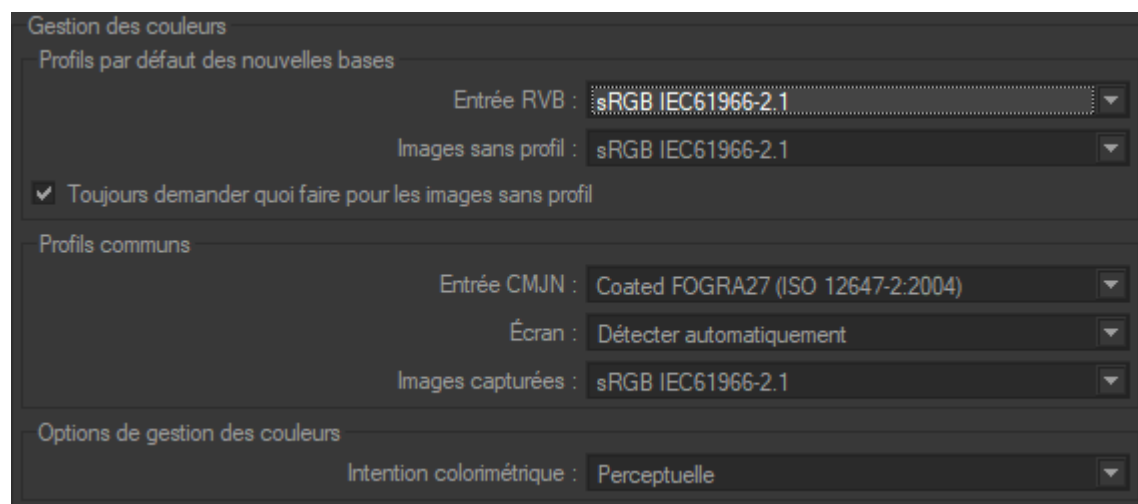 Gestion des couleurs
Profils par défaut des nouvelles bases
Entrée RVB : sRGB IEC61966-2.1
Images sans profil : sRGB IEC61966-2.1
Toujours demander quoi faire pour les images sans profil
Profils communs
Entrée CMJN : Coated FOGRA27 (ISO 12647-2:2004)
Écran : Détecter automatiquement
Images capturées : sRGB IEC61966-2.1
Options de gestion des couleurs
Intention colorimétrique : Perceptuelle